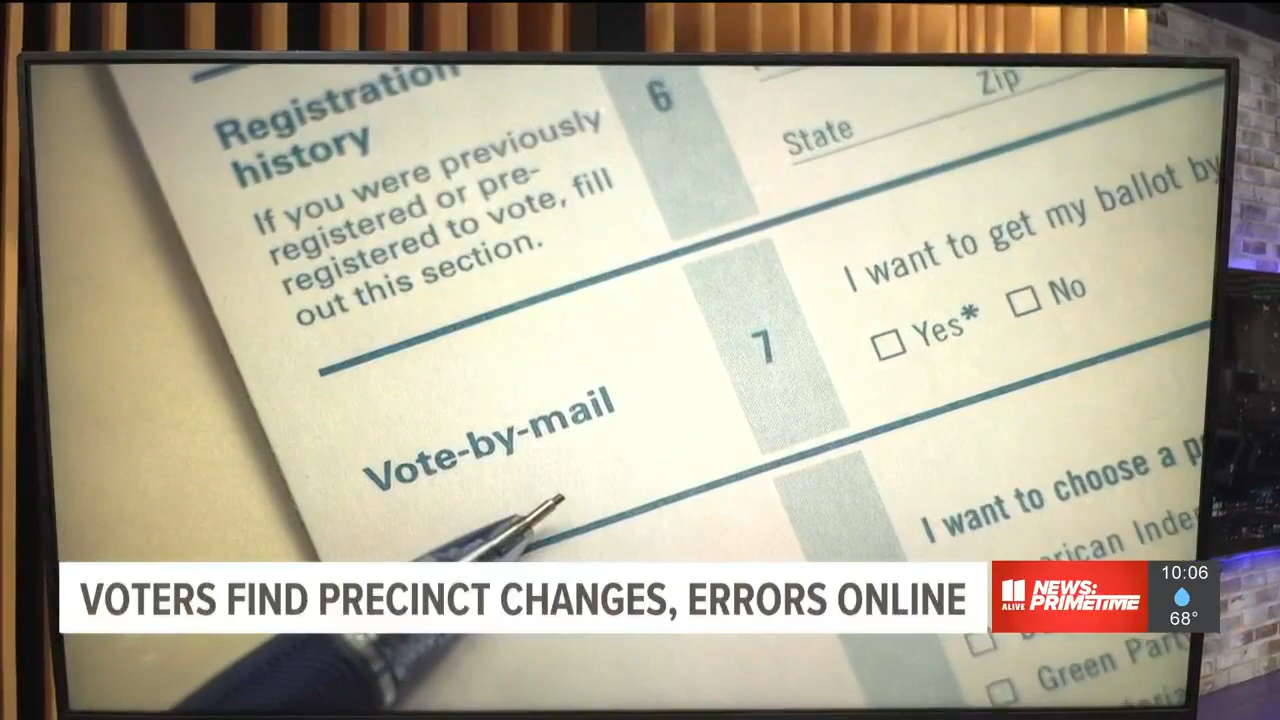 Registration
history
If you were previously
registered or pre-
registered to vote, fill
out this section.
6
Zip
State
7
I want to get my ballot by
Yes* No
Vote-by-mail
I want to choose a
Green Party
VOTERS FIND PRECINCT CHANGES, ERRORS ONLINE
11
ALIVE
NEWS:
PRIMETIME
10:06
68°